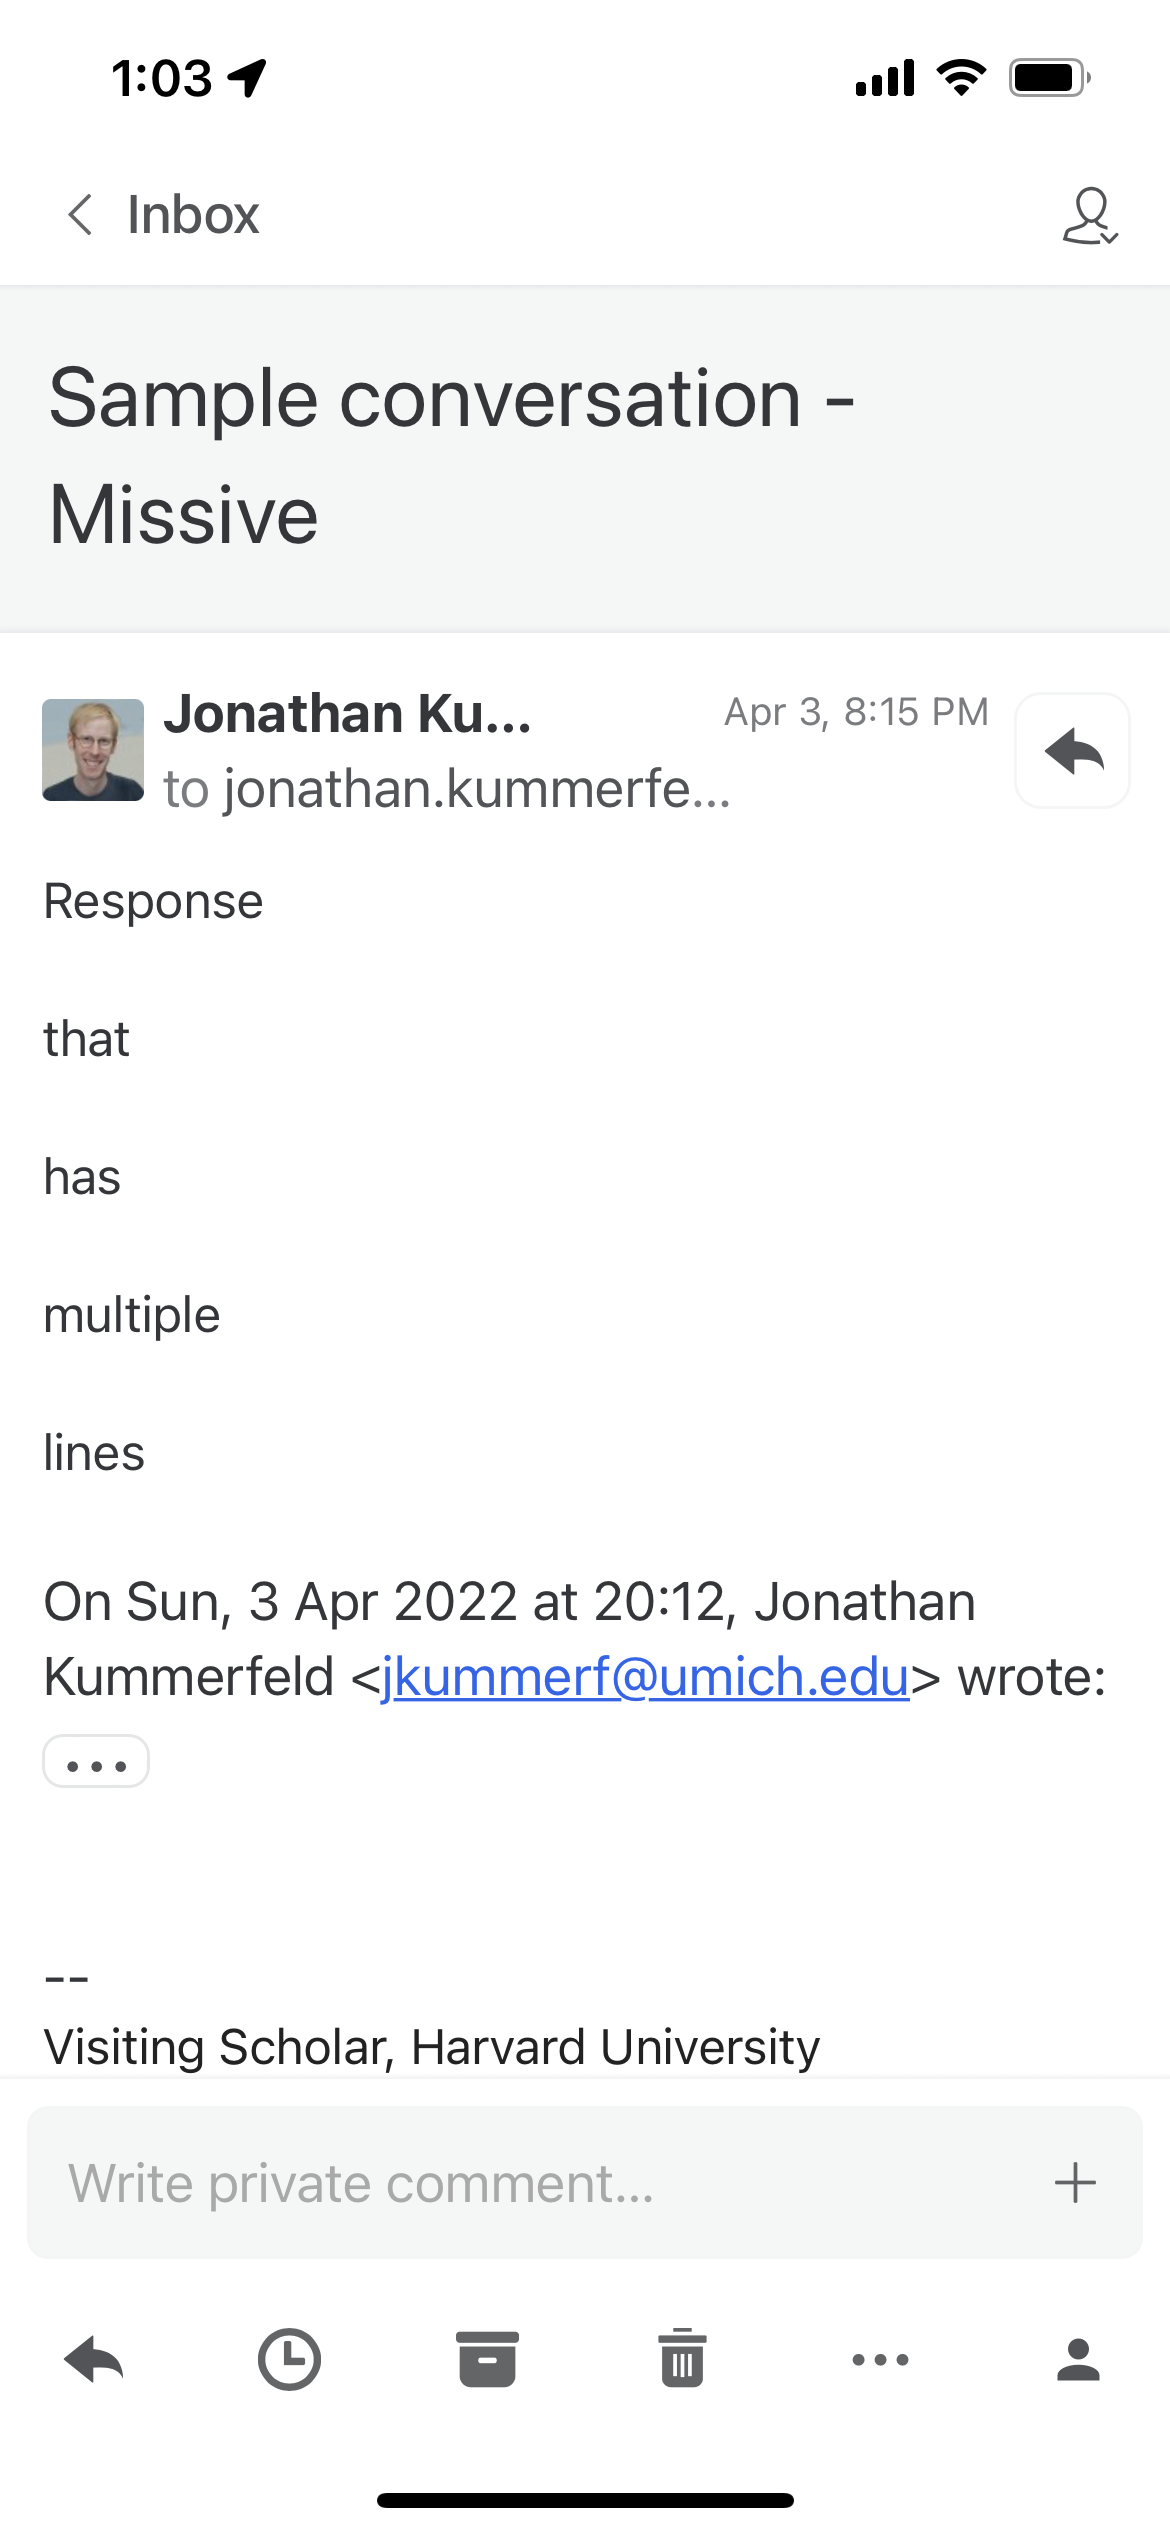 1:03
Inbox
Sample conversation -
Missive
Jonathan Ku...
Apr 3, 8:15 PM
to jonathan.kummerfe...
Response
that
has
multiple
lines
On Sun, 3 Apr 2022 at 20:12, Jonathan
Kummerfeld <jkummerf@umich.edu> wrote:
•••
--
Visiting Scholar, Harvard University
Write private comment...